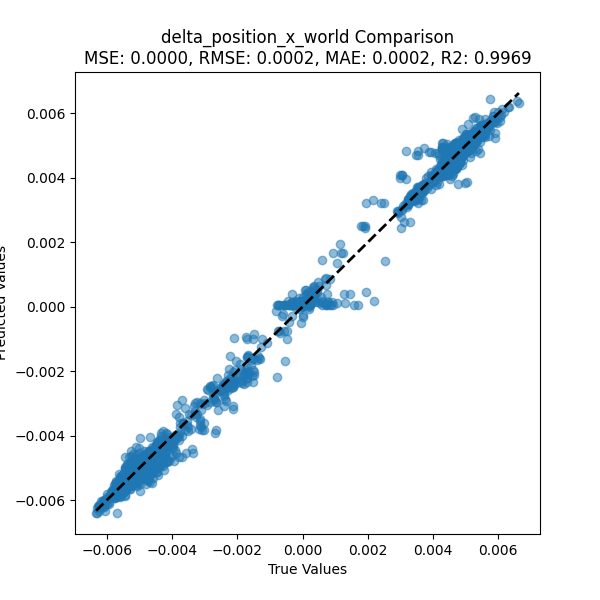 delta_position_x_world Comparison
MSE: 0.0000, RMSE: 0.0002, MAE: 0.0002, R2: 0.9969
Predicted Values
0.006
0.004
0.002
0.000
−0.002
−0.004
−0.006
−0.006 −0.004 −0.002 0.000 0.002 0.004 0.006
True Values